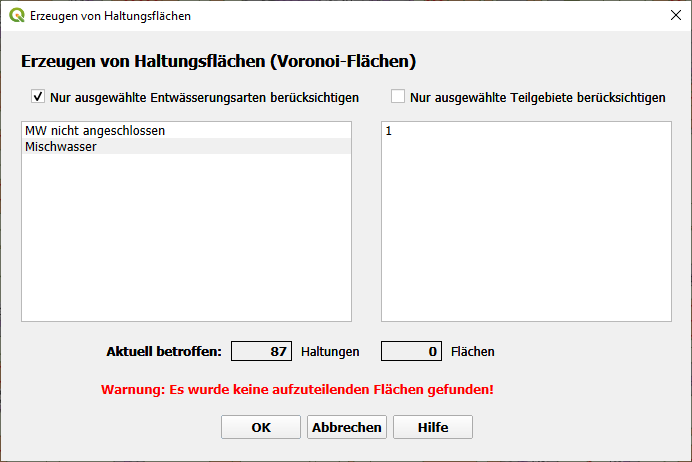 Erzeugen von Haltungsflächen
Erzeugen von Haltungsflächen (Voronoi-Flächen)
Nur ausgewählte Entwässerungsarten berücksichtigen
Nur ausgewählte Teilgebiete berücksichtigen
MW nicht angeschlossen
Mischwasser
1
Aktuell betroffen: 87 Haltungen 0 Flächen
Warnung: Es wurde keine aufzuteilenden Flächen gefunden!
OK Abbrechen Hilfe